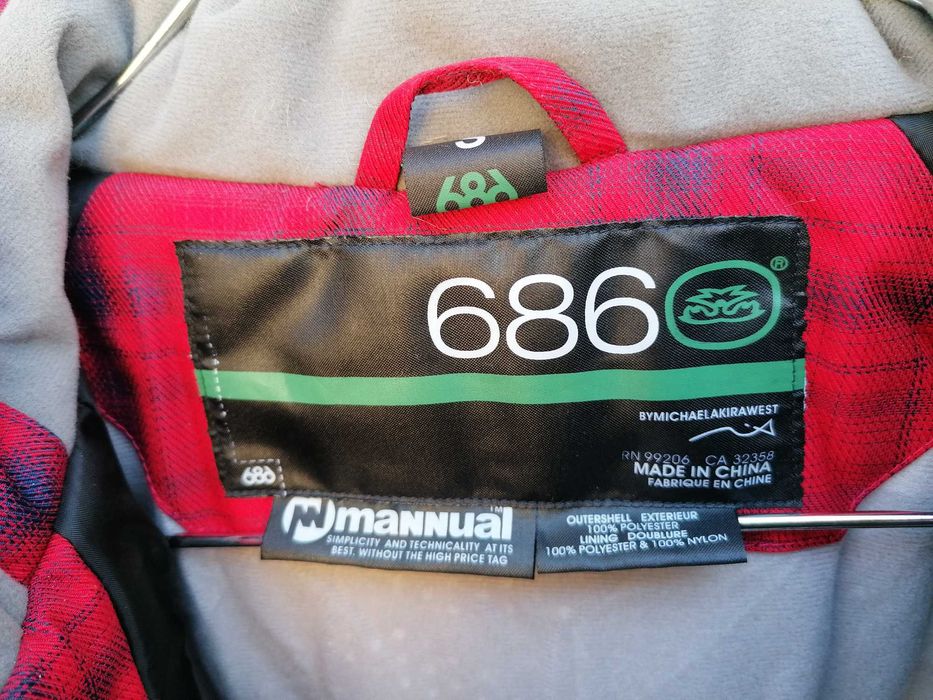 686
686 ®
BYMICHAELAKIRAWEST
RN 99206 CA 32358
MADE IN CHINA
FABRIQUE EN CHINE
686
maNNual™
SIMPLICITY AND TECHNICALITY AT ITS
BEST. WITHOUT THE HIGH PRICE TAG
OUTERSHELL EXTERIEUR
100% POLYESTER
LINING DOUBLURE
100% POLYESTER & 100% NYLON